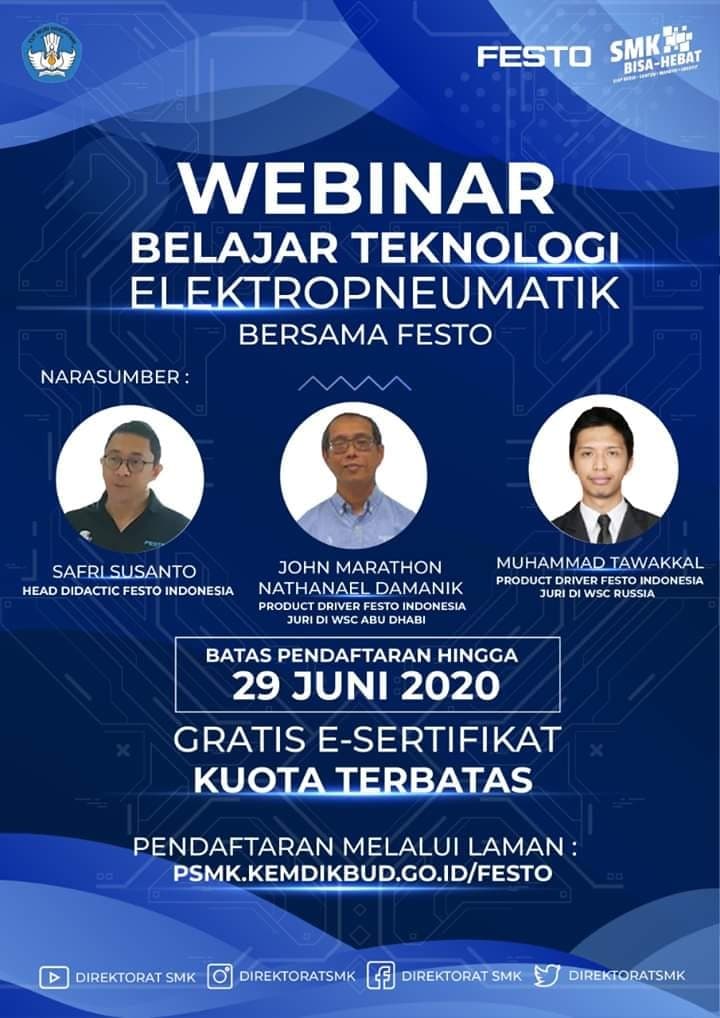 FESTO
SMK
BISA-HEBAT
WEBINAR
BELAJAR TEKNOLOGI
ELEKTROPNEUMATIK
BERSAMA FESTO
NARASUMBER :
SAFRI SUSANTO
HEAD DIDACTIC FESTO INDONESIA
JOHN MARATHON
NATHANAEL DAMANIK
PRODUCT DRIVER FESTO INDONESIA
JURI DI WSC ABU DHABI
MUHAMMAD TAWAKKAL
PRODUCT DRIVER FESTO INDONESIA
JURI DI WSC RUSSIA
BATAS PENDAFTARAN HINGGA
29 JUNI 2020
GRATIS E-SERTIFIKAT
KUOTA TERBATAS
PENDAFTARAN MELALUI LAMAN :
PSMK.KEMDIKBUD.GO.ID/FESTO
DIREKTORAT SMK DIREKTORATSMK DIREKTORAT SMK DIREKTORATSMK